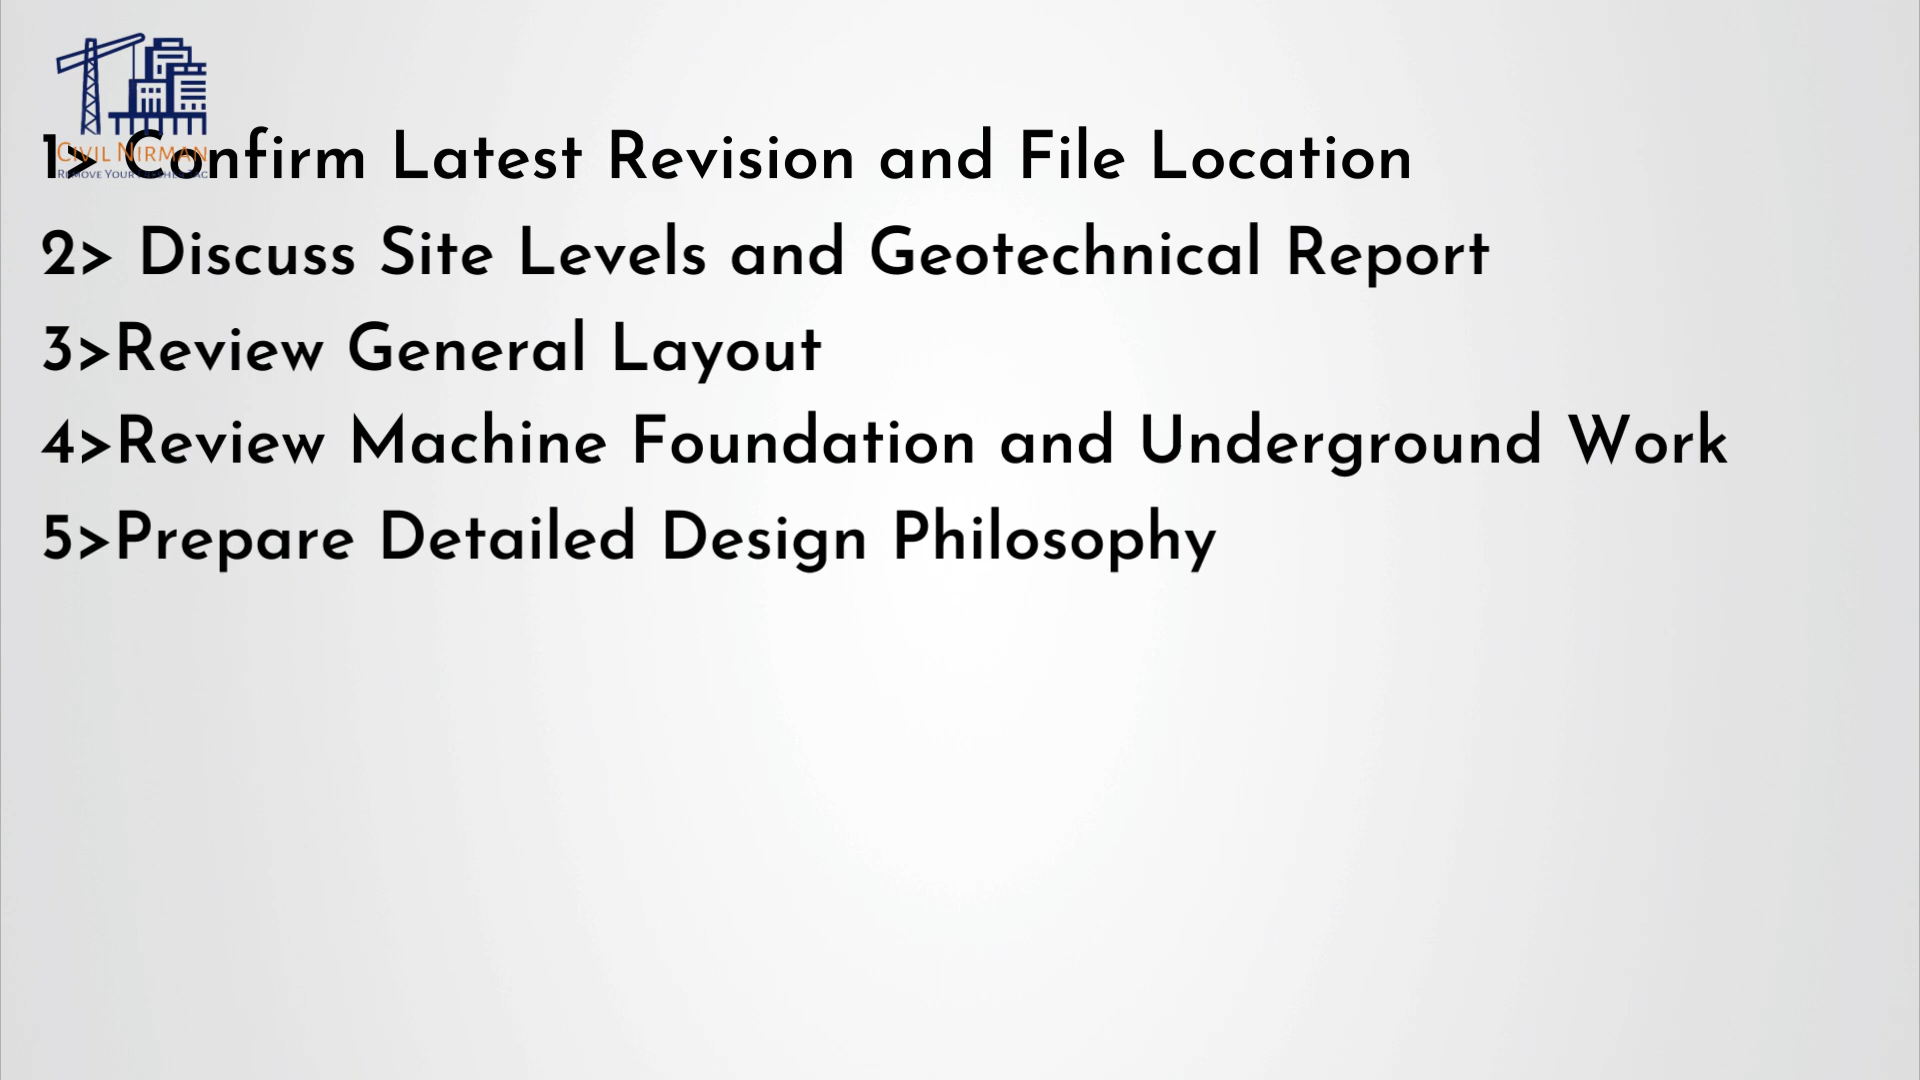 CIVIL NIRMAN
1> Confirm Latest Revision and File Location
2> Discuss Site Levels and Geotechnical Report
3>Review General Layout
4>Review Machine Foundation and Underground Work
5>Prepare Detailed Design Philosophy